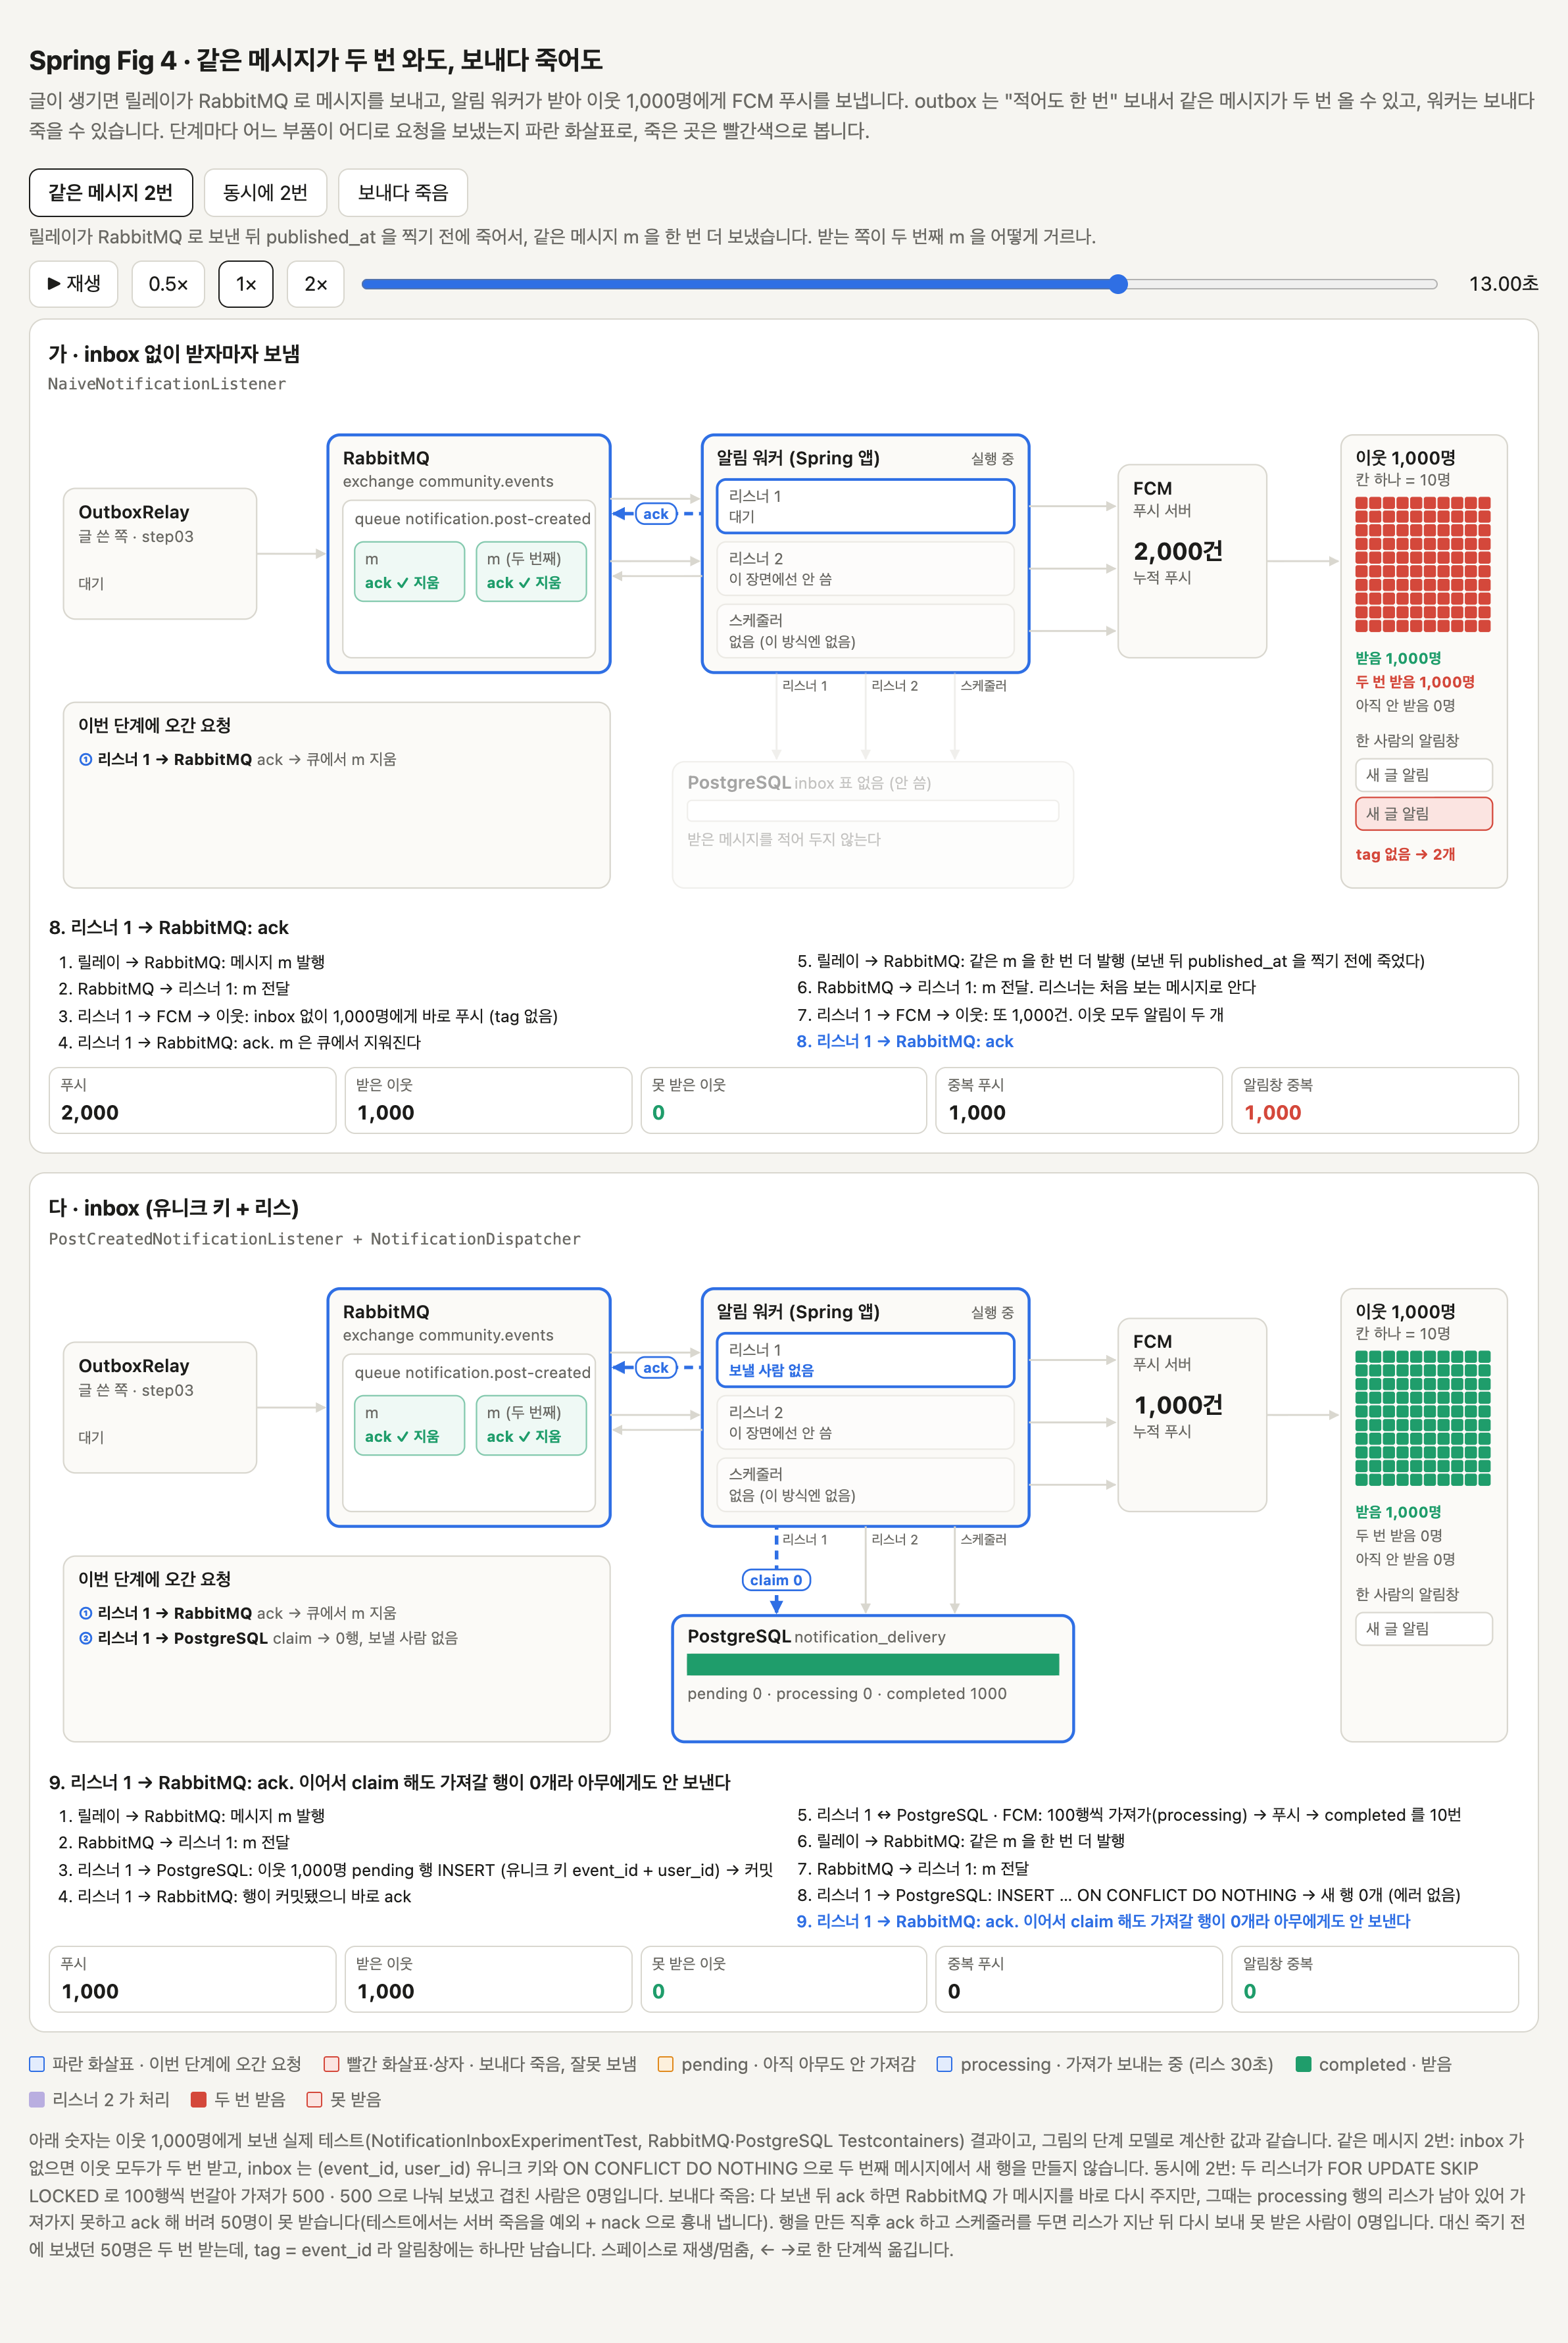 Spring Fig 4 · 같은 메시지가 두 번 와도, 보내다 죽어도
글이 생기면 릴레이가 RabbitMQ 로 메시지를 보내고, 알림 워커가 받아 이웃 1,000명에게 FCM 푸시를 보냅니다. outbox 는 "적어도 한 번" 보내서 같은 메시지가 두 번 올 수 있고, 워커는 보내다
죽을 수 있습니다. 단계마다 어느 부품이 어디로 요청을 보냈는지 파란 화살표로, 죽은 곳은 빨간색으로 봅니다.
같은 메시지 2번
동시에 2번
보내다 죽음
릴레이가 RabbitMQ 로 보낸 뒤 published_at 을 찍기 전에 죽어서, 같은 메시지 m 을 한 번 더 보냈습니다. 받는 쪽이 두 번째 m 을 어떻게 거르나.
▶ 재생
0.5×
1×
2×
13.00초
가 · inbox 없이 받자마자 보냄
NaiveNotificationListener
OutboxRelay
글 쓴 쪽 · step03
대기
RabbitMQ
exchange community.events
queue notification.post-created
m
ack ✓ 지움
m (두 번째)
ack ✓ 지움
ack
알림 워커 (Spring 앱)
실행 중
리스너 1
대기
리스너 2
이 장면에선 안 씀
스케줄러
없음 (이 방식엔 없음)
FCM
푸시 서버
2,000건
누적 푸시
이웃 1,000명
칸 하나 = 10명
받음 1,000명
두 번 받음 1,000명
아직 안 받음 0명
한 사람의 알림창
새 글 알림
새 글 알림
tag 없음 → 2개
리스너 1
리스너 2
스케줄러
이번 단계에 오간 요청
① 리스너 1 → RabbitMQ ack → 큐에서 m 지움
PostgreSQL inbox 표 없음 (안 씀)
받은 메시지를 적어 두지 않는다
8. 리스너 1 → RabbitMQ: ack
1. 릴레이 → RabbitMQ: 메시지 m 발행
2. RabbitMQ → 리스너 1: m 전달
3. 리스너 1 → FCM → 이웃: inbox 없이 1,000명에게 바로 푸시 (tag 없음)
4. 리스너 1 → RabbitMQ: ack. m 은 큐에서 지워진다
5. 릴레이 → RabbitMQ: 같은 m 을 한 번 더 발행 (보낸 뒤 published_at 을 찍기 전에 죽었다)
6. RabbitMQ → 리스너 1: m 전달. 리스너는 처음 보는 메시지로 안다
7. 리스너 1 → FCM → 이웃: 또 1,000건. 이웃 모두 알림이 두 개
8. 리스너 1 → RabbitMQ: ack
푸시
2,000
받은 이웃
1,000
못 받은 이웃
0
중복 푸시
1,000
알림창 중복
1,000
다 · inbox (유니크 키 + 리스)
PostCreatedNotificationListener + NotificationDispatcher
OutboxRelay
글 쓴 쪽 · step03
대기
RabbitMQ
exchange community.events
queue notification.post-created
m
ack ✓ 지움
m (두 번째)
ack ✓ 지움
ack
알림 워커 (Spring 앱)
실행 중
리스너 1
보낼 사람 없음
리스너 2
이 장면에선 안 씀
스케줄러
없음 (이 방식엔 없음)
FCM
푸시 서버
1,000건
누적 푸시
이웃 1,000명
칸 하나 = 10명
받음 1,000명
두 번 받음 0명
아직 안 받음 0명
한 사람의 알림창
새 글 알림
리스너 1
리스너 2
스케줄러
claim 0
이번 단계에 오간 요청
① 리스너 1 → RabbitMQ ack → 큐에서 m 지움
② 리스너 1 → PostgreSQL claim → 0행, 보낼 사람 없음
PostgreSQL notification_delivery
pending 0 · processing 0 · completed 1000
9. 리스너 1 → RabbitMQ: ack. 이어서 claim 해도 가져갈 행이 0개라 아무에게도 안 보낸다
1. 릴레이 → RabbitMQ: 메시지 m 발행
2. RabbitMQ → 리스너 1: m 전달
3. 리스너 1 → PostgreSQL: 이웃 1,000명 pending 행 INSERT (유니크 키 event_id + user_id) → 커밋
4. 리스너 1 → RabbitMQ: 행이 커밋됐으니 바로 ack
5. 리스너 1 ↔ PostgreSQL · FCM: 100행씩 가져가(processing) → 푸시 → completed 를 10번
6. 릴레이 → RabbitMQ: 같은 m 을 한 번 더 발행
7. RabbitMQ → 리스너 1: m 전달
8. 리스너 1 → PostgreSQL: INSERT … ON CONFLICT DO NOTHING → 새 행 0개 (에러 없음)
9. 리스너 1 → RabbitMQ: ack. 이어서 claim 해도 가져갈 행이 0개라 아무에게도 안 보낸다
푸시
1,000
받은 이웃
1,000
못 받은 이웃
0
중복 푸시
0
알림창 중복
0
파란 화살표 · 이번 단계에 오간 요청
빨간 화살표·상자 · 보내다 죽음, 잘못 보냄
pending · 아직 아무도 안 가져감
processing · 가져가 보내는 중 (리스 30초)
completed · 받음
리스너 2 가 처리
두 번 받음
못 받음
아래 숫자는 이웃 1,000명에게 보낸 실제 테스트(NotificationInboxExperimentTest, RabbitMQ·PostgreSQL Testcontainers) 결과이고, 그림의 단계 모델로 계산한 값과 같습니다. 같은 메시지 2번: inbox 가
없으면 이웃 모두가 두 번 받고, inbox 는 (event_id, user_id) 유니크 키와 ON CONFLICT DO NOTHING 으로 두 번째 메시지에서 새 행을 만들지 않습니다. 동시에 2번: 두 리스너가 FOR UPDATE SKIP
LOCKED 로 100행씩 번갈아 가져가 500 · 500 으로 나눠 보냈고 겹친 사람은 0명입니다. 보내다 죽음: 다 보낸 뒤 ack 하면 RabbitMQ 가 메시지를 바로 다시 주지만, 그때는 processing 행의 리스가 남아 있어 가
져가지 못하고 ack 해 버려 50명이 못 받습니다(테스트에서는 서버 죽음을 예외 + nack 으로 흉내 냅니다). 행을 만든 직후 ack 하고 스케줄러를 두면 리스가 지난 뒤 다시 보내 못 받은 사람이 0명입니다. 대신 죽기 전
에 보냈던 50명은 두 번 받는데, tag = event_id 라 알림창에는 하나만 남습니다. 스페이스로 재생/멈춤, ← →로 한 단계씩 옮깁니다.